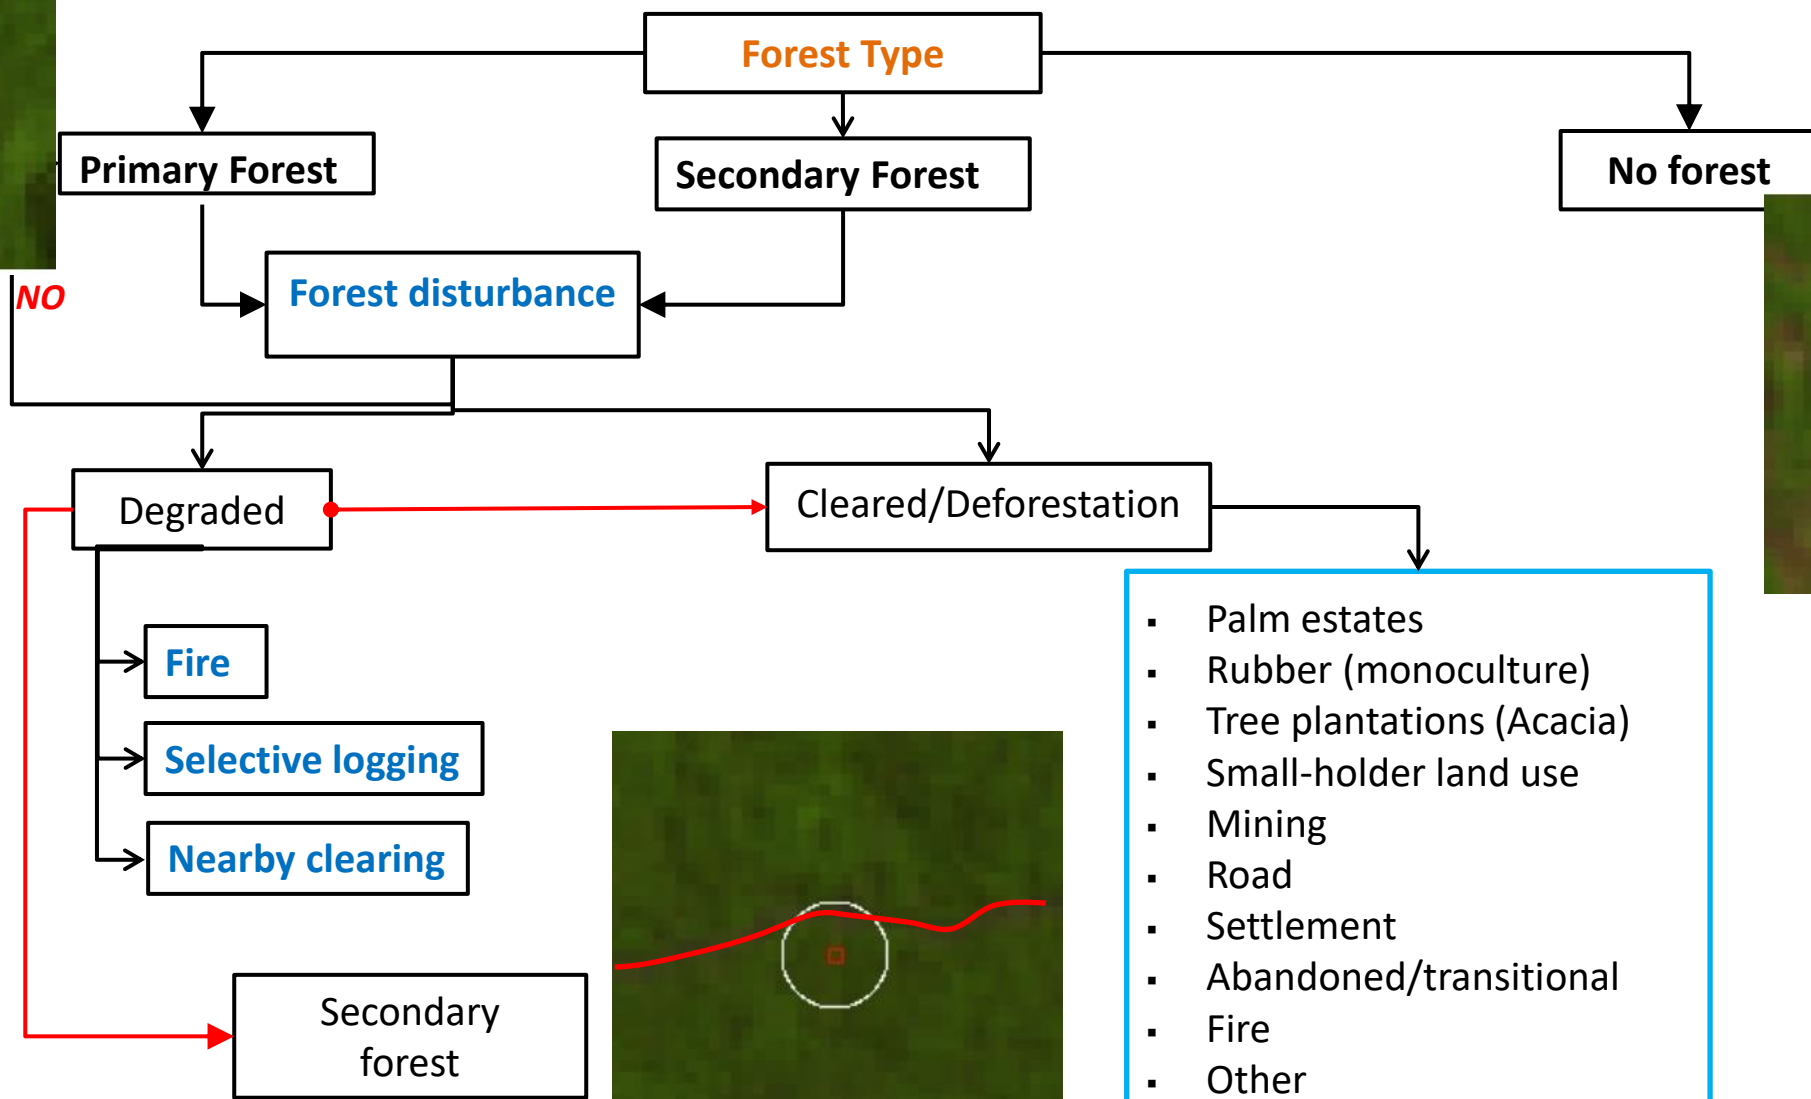 Forest Type
Primary Forest
Secondary Forest
No forest
Forest disturbance
NO
Degraded
Cleared/Deforestation
Fire
Selective logging
Nearby clearing
Secondary
forest
▪ Palm estates
▪ Rubber (monoculture)
▪ Tree plantations (Acacia)
▪ Small-holder land use
▪ Mining
▪ Road
▪ Settlement
▪ Abandoned/transitional
▪ Fire
▪ Other